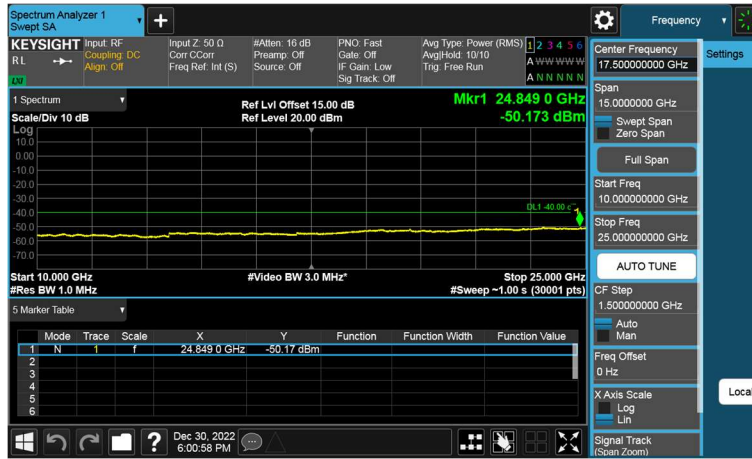 Spectrum Analyzer 1
Swept SA
Frequency
KEYSIGHT
RL
LXI
Input: RF
Coupling: DC
Align: Off
Input Z: 50 Ω
Corr CCorr
Freq Ref: Int (S)
#Atten: 16 dB
Preamp: Off
Source: Off
PNO: Fast
Gate: Off
IF Gain: Low
Sig Track: Off
Avg Type: Power (RMS)
Avg|Hold: 10/10
Trig: Free Run
1 2 3 4 5 6
A W W W W W
A N N N N N
1 Spectrum
Scale/Div 10 dB
Ref Lvl Offset 15.00 dB
Ref Level 20.00 dBm
Mkr1 24.849 0 GHz
-50.173 dBm
Log
10.0
0.00
-10.0
-20.0
-30.0
-40.0
-50.0
-60.0
-70.0
DL1 -40.00
1
Start 10.000 GHz
#Res BW 1.0 MHz
#Video BW 3.0 MHz*
Stop 25.000 GHz
#Sweep ~1.00 s (30001 pts)
5 Marker Table
Mode Trace Scale X Y Function Function Width Function Value
1 N 1 f 24.849 0 GHz -50.17 dBm
2
3
4
5
6
Dec 30, 2022
6:00:58 PM
Center Frequency
17.500000000 GHz
Settings
Span
15.0000000 GHz
Swept Span
Zero Span
Full Span
Start Freq
10.000000000 GHz
Stop Freq
25.000000000 GHz
AUTO TUNE
CF Step
1.500000000 GHz
Auto
Man
Freq Offset
0 Hz
X Axis Scale
Log
Lin
Local
Signal Track
(Span Zoom)